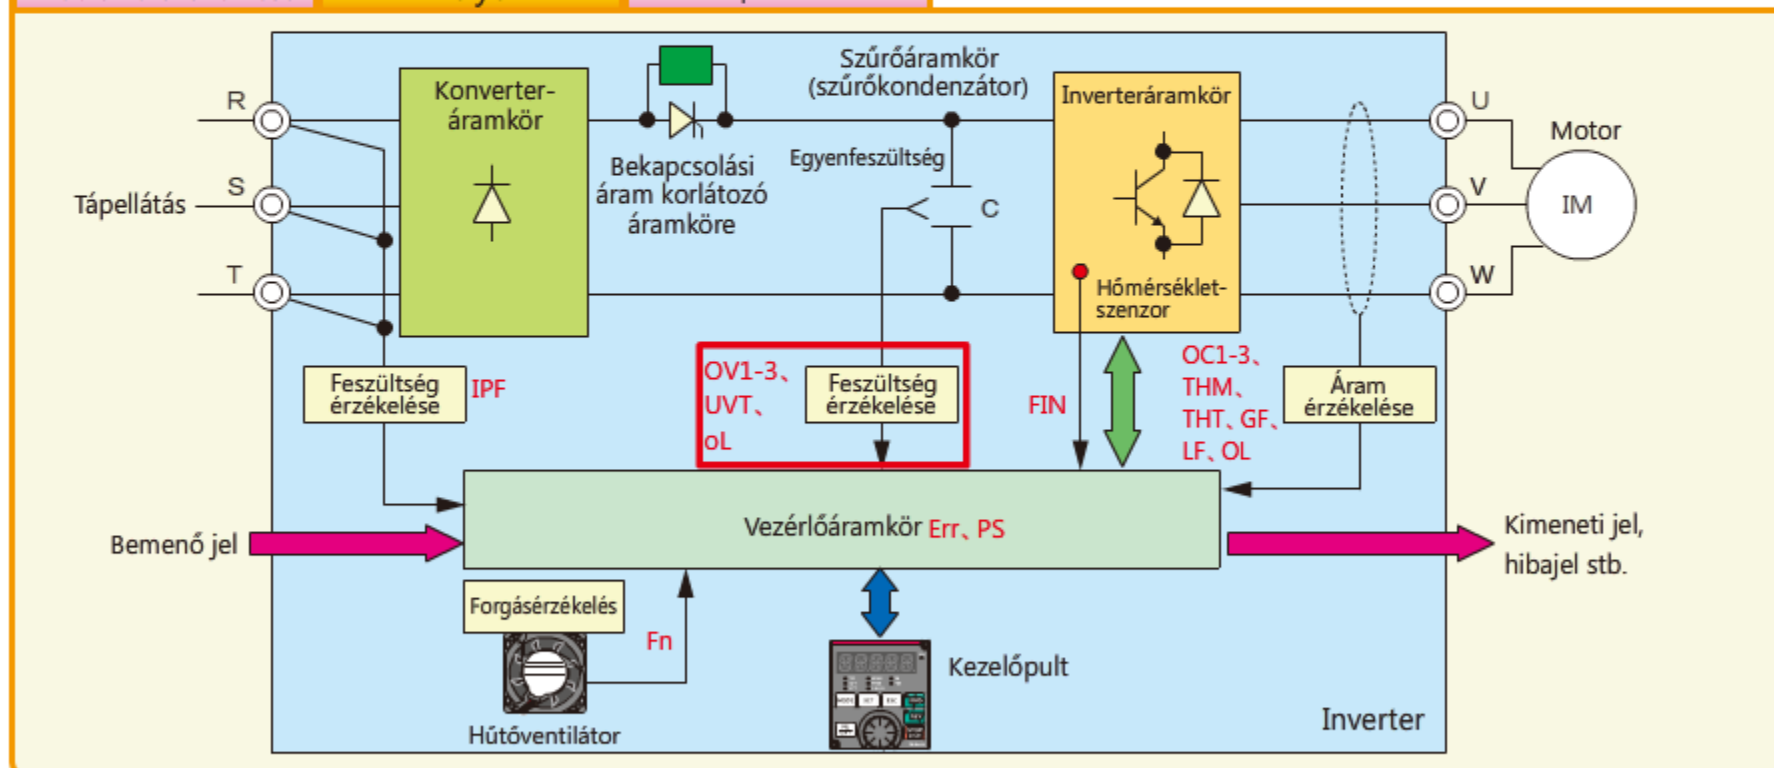 Szűrőáramkör
(szűrőkondenzátor)
Konverter-
áramkör
Inverteráramkör
R
U
Motor
Egyenfeszültség
Bekapcsolási
áram korlátozó
áramköre
Tápellátás
S
C
V
IM
T
W
Hőmérséklet-
szenzor
Feszültség
érzékelése
IPF
OV1-3、
UVT、
oL
Feszültség
érzékelése
FIN
OC1-3、
THM、
THT、GF、
LF、OL
Áram
érzékelése
Bemenő jel
Vezérlőáramkör Err、PS
Kimeneti jel,
hibajel stb.
Forgásérzékelés
Fn
Kezelőpult
Hűtőventilátor
Inverter